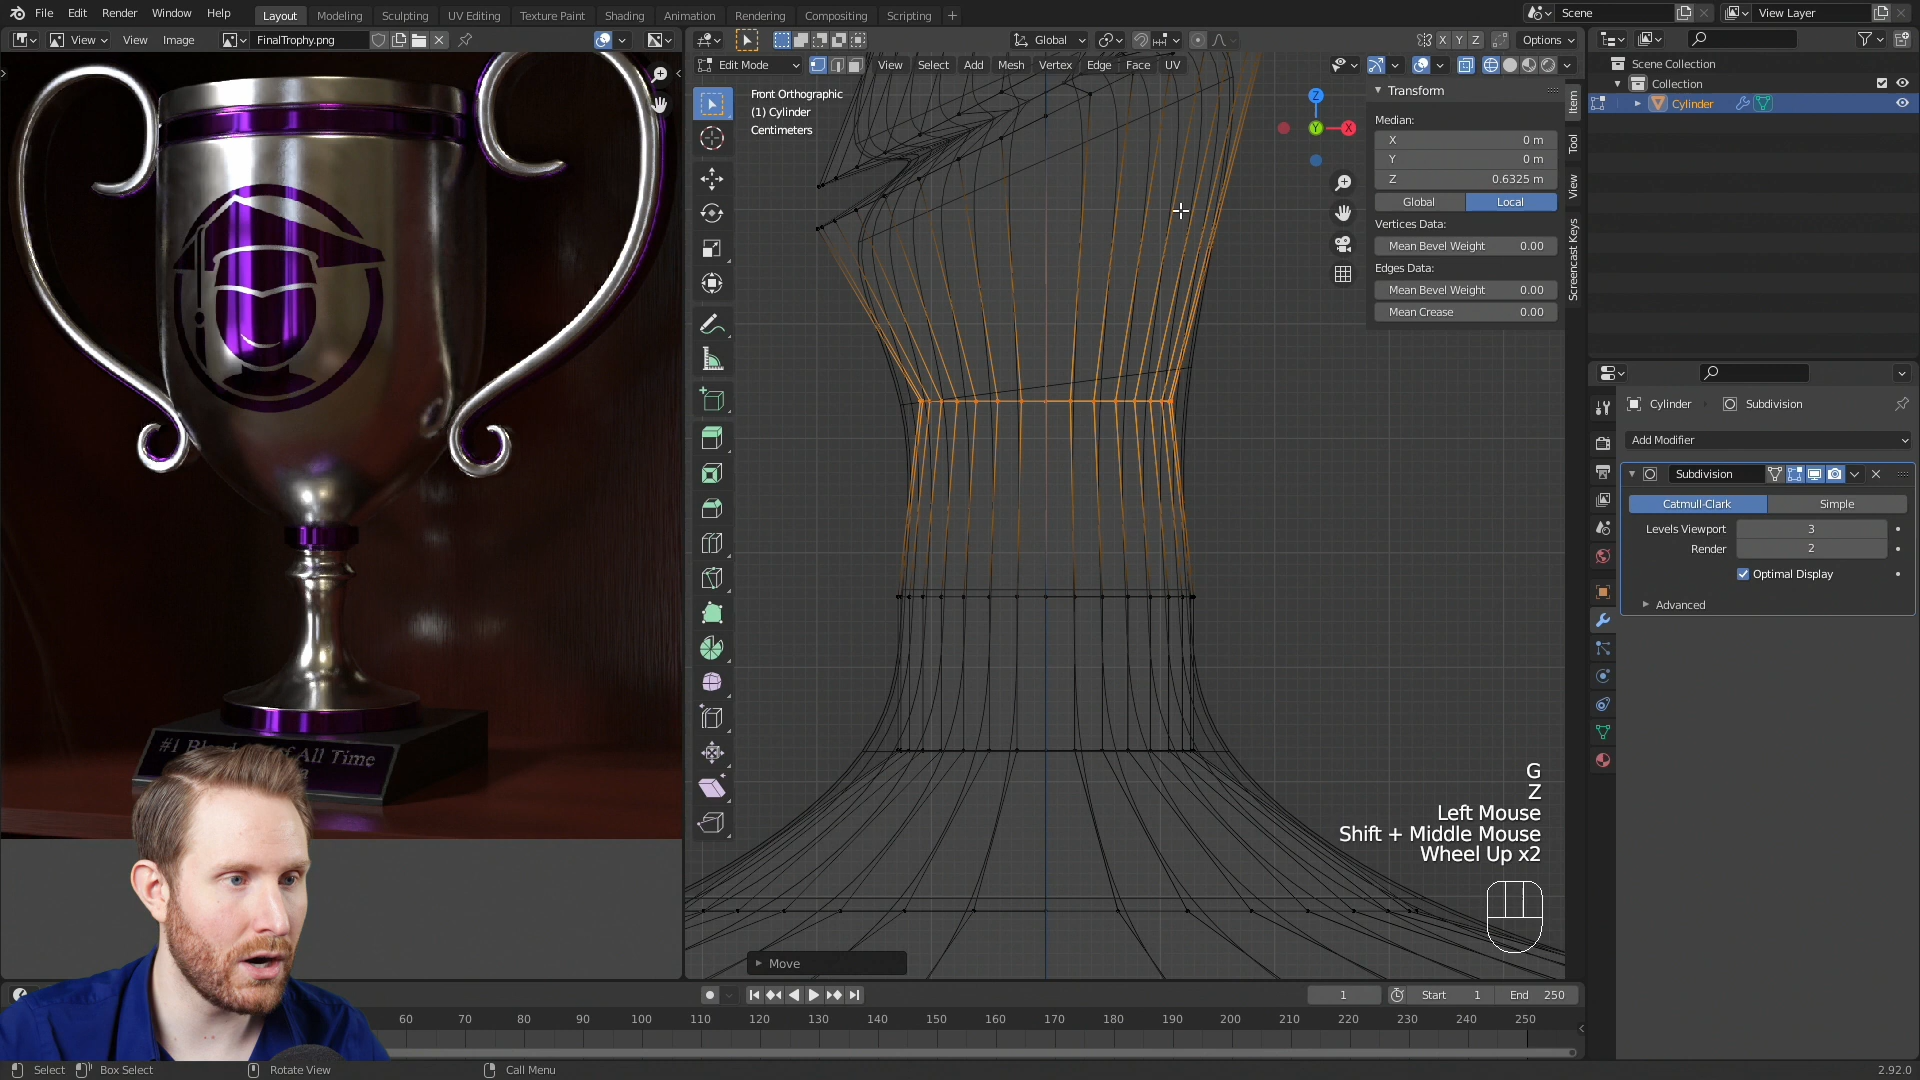 File Edit Render Window Help
Layout Modeling Sculpting UV Editing Texture Paint Shading Animation Rendering Compositing Scripting +
Scene
View Layer
View View Image FinalTrophy.png
Global
X Y Z
Options
Edit Mode View Select Add Mesh Vertex Edge Face UV
Front Orthographic
(1) Cylinder
Centimeters
Z
Y
X
Transform
Median:
X 0 m
Y 0 m
Z 0.6325 m
Global Local
Vertices Data:
Mean Bevel Weight 0.00
Edges Data:
Mean Bevel Weight 0.00
Mean Crease 0.00
Item
Tool
View
Screencast Keys
Scene Collection
Collection
Cylinder
Cylinder Subdivision
Add Modifier
Subdivision
Catmull-Clark Simple
Levels Viewport 3
Render 2
Optimal Display
Advanced
of All Time
G
Z
Left Mouse
Shift + Middle Mouse
Wheel Up x2
Move
1 Start 1 End 250
60 70 80 90 100 110 120 130 140 150 160 170 180 190 200 210 220 230 240 250
Select Box Select Rotate View Call Menu 2.92.0